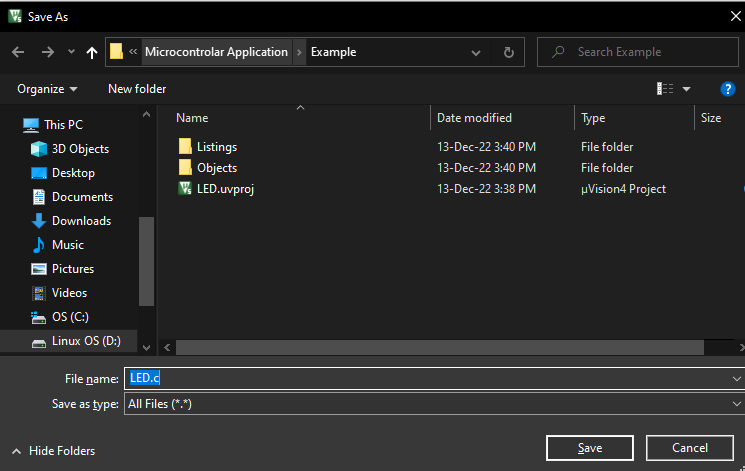 Save As
« Microcontrolar Application > Example
Search Example
Organize
New folder
Name
Date modified
Type
Size
This PC
3D Objects
Desktop
Documents
Downloads
Music
Pictures
Videos
OS (C:)
Linux OS (D:)
Listings 13-Dec-22 3:40 PM File folder
Objects 13-Dec-22 3:40 PM File folder
LED.uvproj 13-Dec-22 3:38 PM µVision4 Project
File name: LED.c
Save as type: All Files (*.*)
Hide Folders
Save
Cancel